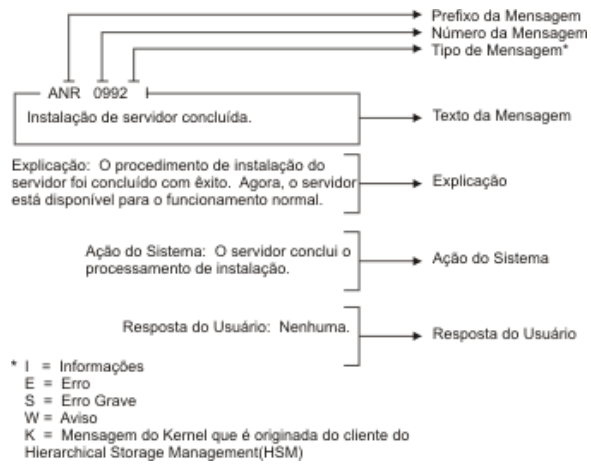 Prefixo da Mensagem
Número da Mensagem
Tipo de Mensagem*
ANR 0992 I
Instalação de servidor concluída.
Texto da Mensagem
Explicação: O procedimento de instalação do
servidor foi concluído com êxito. Agora, o servidor
está disponível para o funcionamento normal.
Explicação
Ação do Sistema: O servidor conclui o
processamento de instalação.
Ação do Sistema
Resposta do Usuário: Nenhuma.
Resposta do Usuário
* I = Informações
E = Erro
S = Erro Grave
W = Aviso
K = Mensagem do Kernel que é originada do cliente do
Hierarchical Storage Management(HSM)